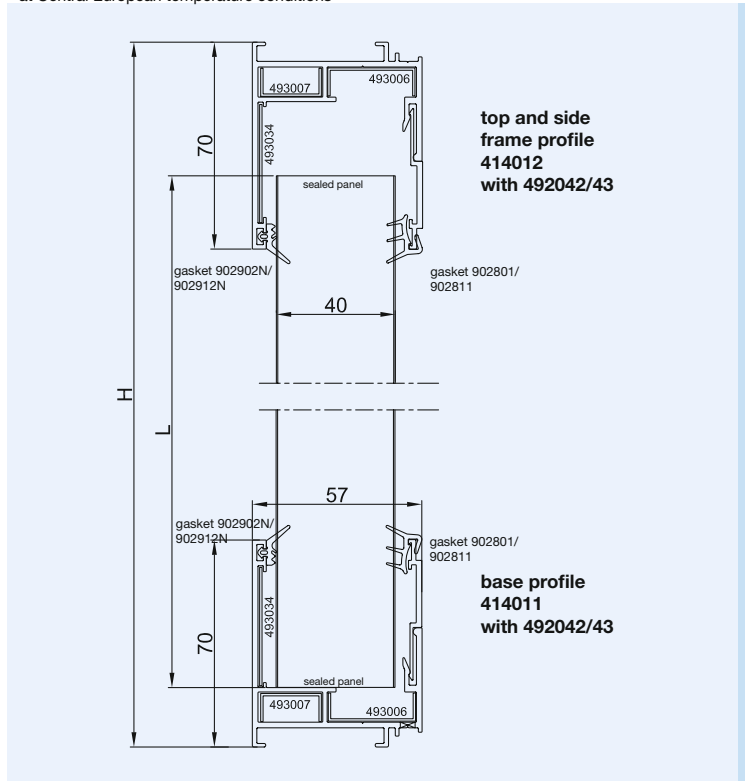 at Central European temperature conditions
493007
493006
70
493034
top and side
frame profile
414012
with 492042/43
sealed panel
gasket 902902N/
902912N
gasket 902801/
902811
40
H
L
57
gasket 902902N/
902912N
gasket 902801/
902811
base profile
414011
with 492042/43
70
493034
sealed panel
493007
493006